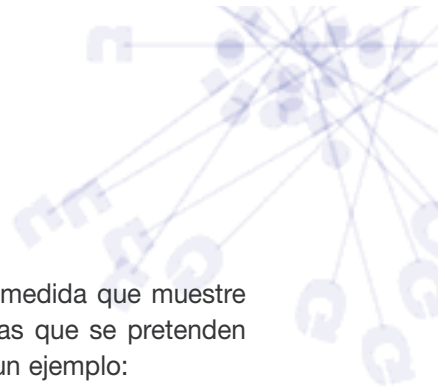 medida que muestre
as que se pretenden
un ejemplo: